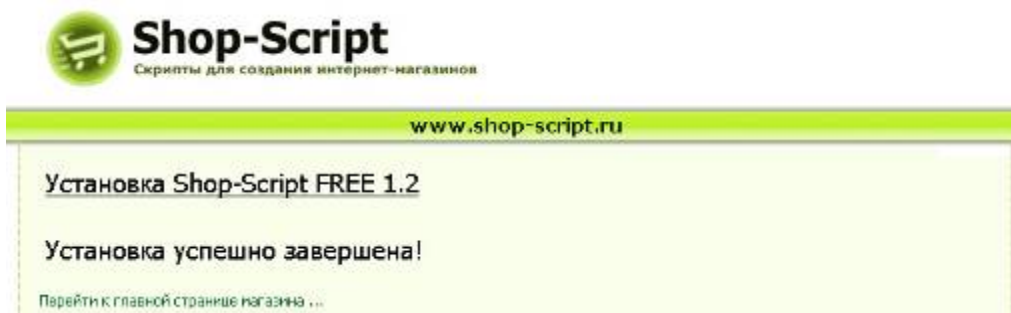 Shop-Script
Скрипты для создания интернет-магазинов
www.shop-script.ru
Установка Shop-Script FREE 1.2
Установка успешно завершена!
Перейти к главной странице магазина ...